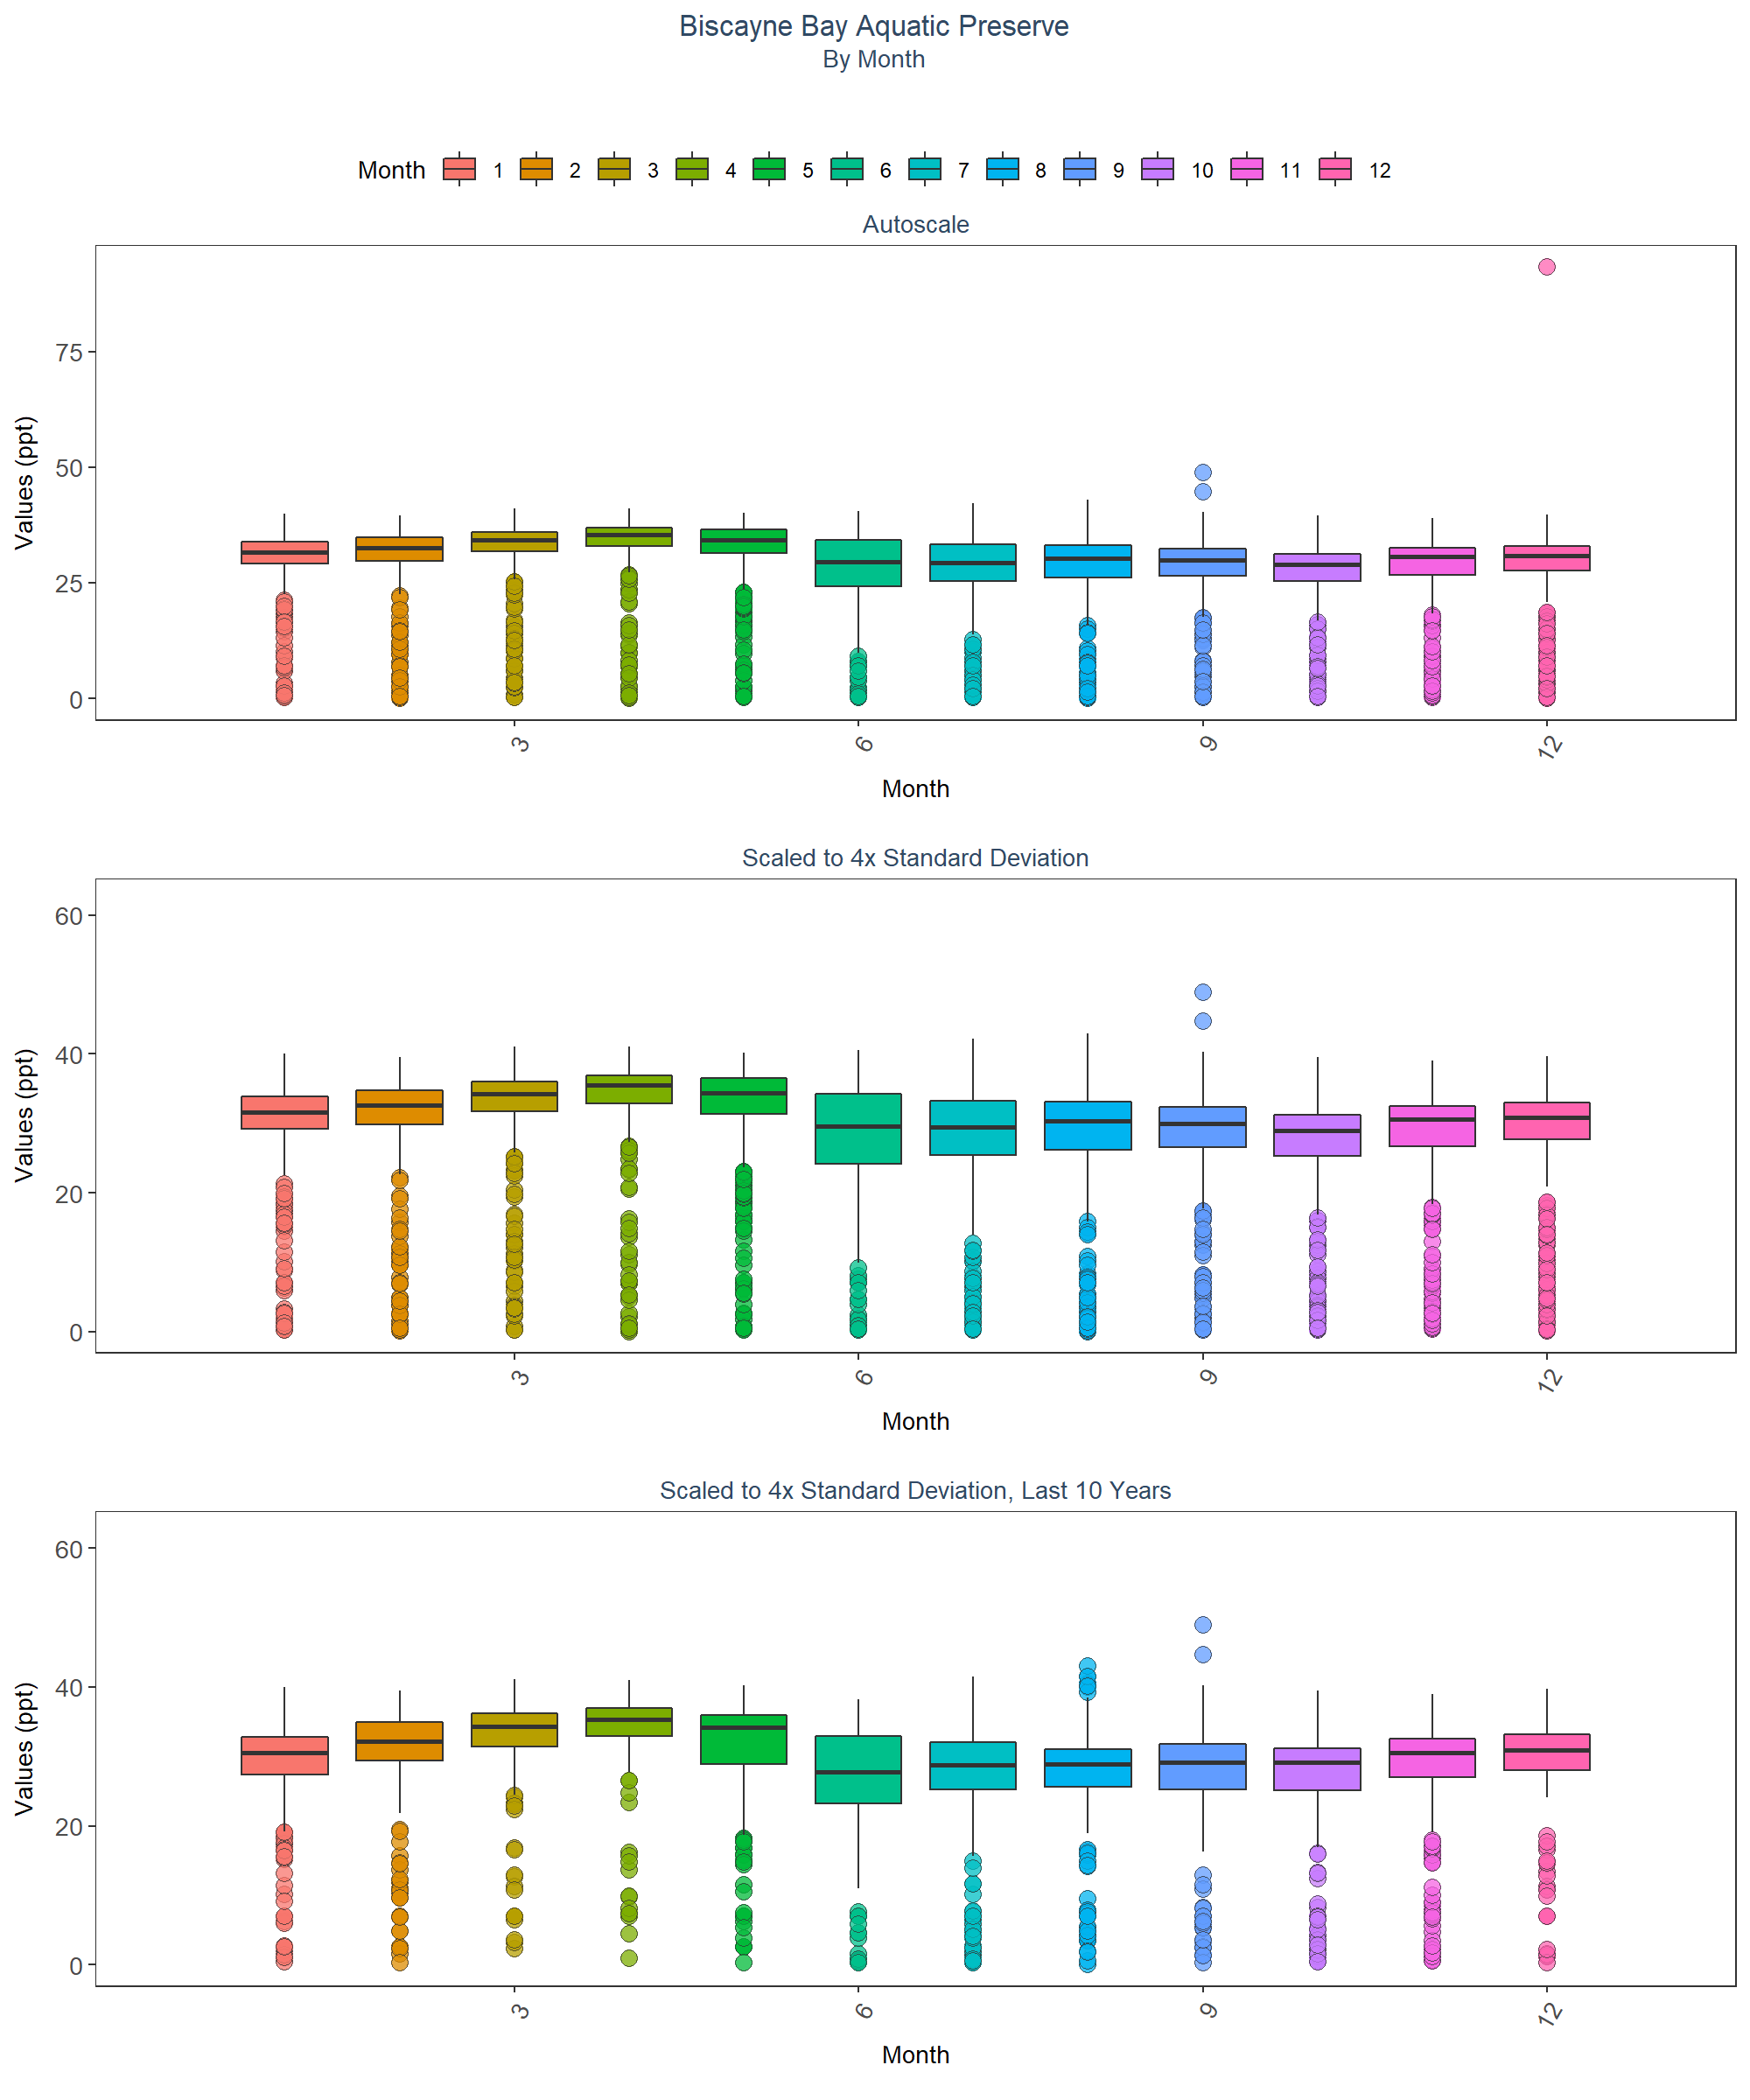 Biscayne Bay Aquatic Preserve
By Month
Month 1 2 3 4 5 6 7 8 9 10 11 12
Autoscale
Values (ppt)
75
50
25
0
3 6 9 12
Month
Scaled to 4x Standard Deviation
Values (ppt)
60
40
20
0
3 6 9 12
Month
Scaled to 4x Standard Deviation, Last 10 Years
Values (ppt)
60
40
20
0
3 6 9 12
Month